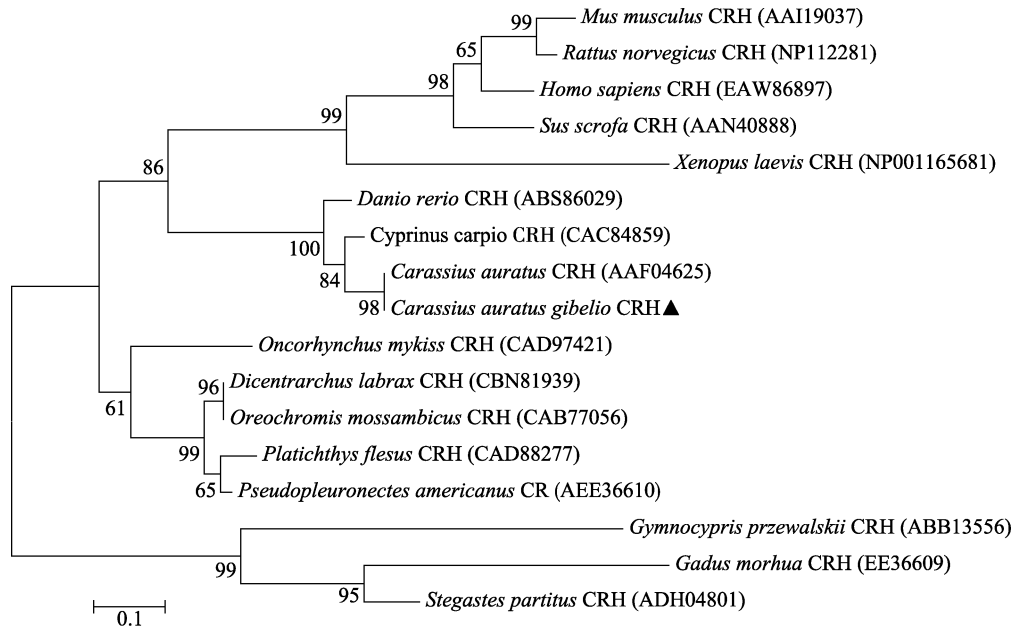 Mus musculus CRH (AAI19037)
99
Rattus norvegicus CRH (NP112281)
65
98
Homo sapiens CRH (EAW86897)
99
Sus scrofa CRH (AAN40888)
86
Xenopus laevis CRH (NP001165681)
Danio rerio CRH (ABS86029)
100
Cyprinus carpio CRH (CAC84859)
84
Carassius auratus CRH (AAF04625)
98
Carassius auratus gibelio CRH▲
Oncorhynchus mykiss CRH (CAD97421)
61
96
Dicentrarchus labrax CRH (CBN81939)
Oreochromis mossambicus CRH (CAB77056)
99
Platichthys flesus CRH (CAD88277)
65
Pseudopleuronectes americanus CR (AEE36610)
Gymnocypris przewalskii CRH (ABB13556)
99
Gadus morhua CRH (EE36609)
95
Stegastes partitus CRH (ADH04801)
0.1